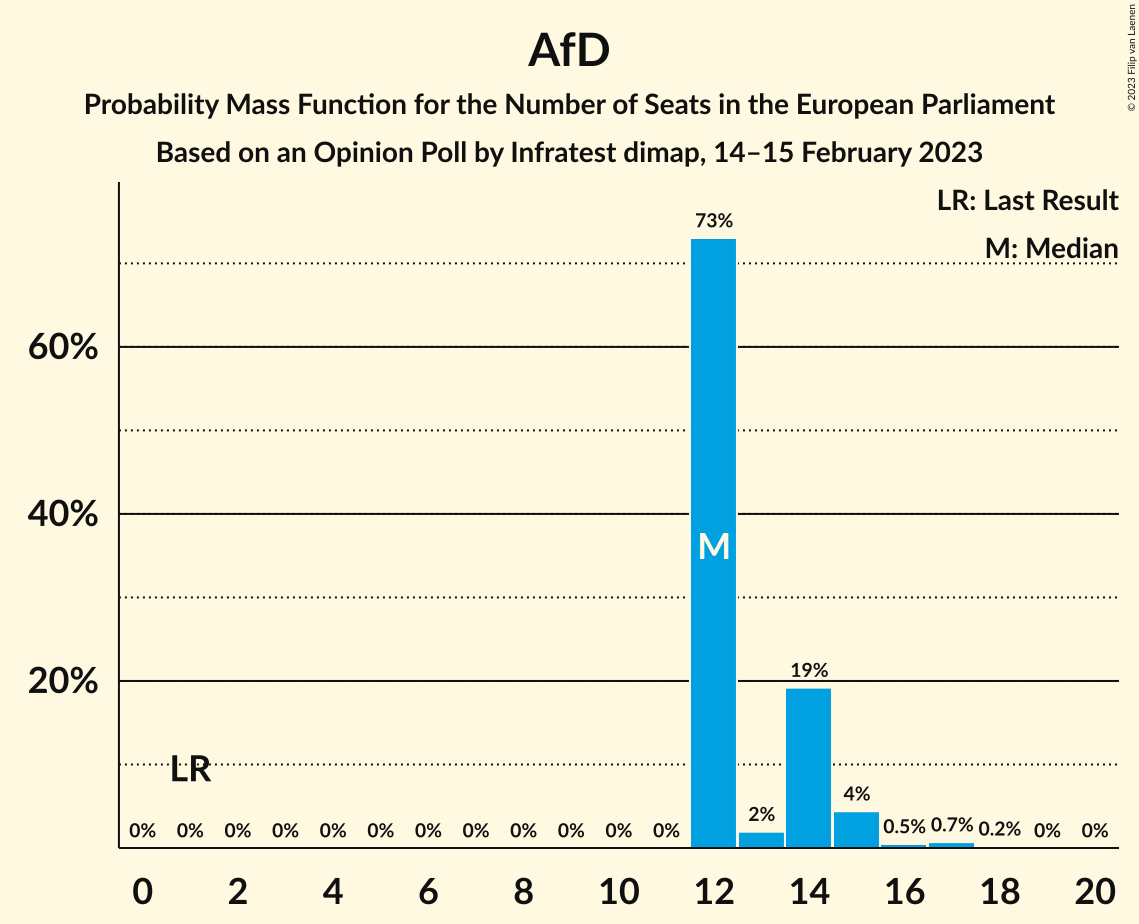 AfD
Probability Mass Function for the Number of Seats in the European Parliament
Based on an Opinion Poll by Infratest dimap, 14–15 February 2023
© 2023 Filip van Laenen
LR: Last Result
M: Median
73%
60%
40%
M
20%
19%
LR
4%
2%
0% 0% 0% 0% 0% 0% 0% 0% 0% 0% 0% 0% 0.5% 0.7% 0.2% 0% 0%
0 2 4 6 8 10 12 14 16 18 20